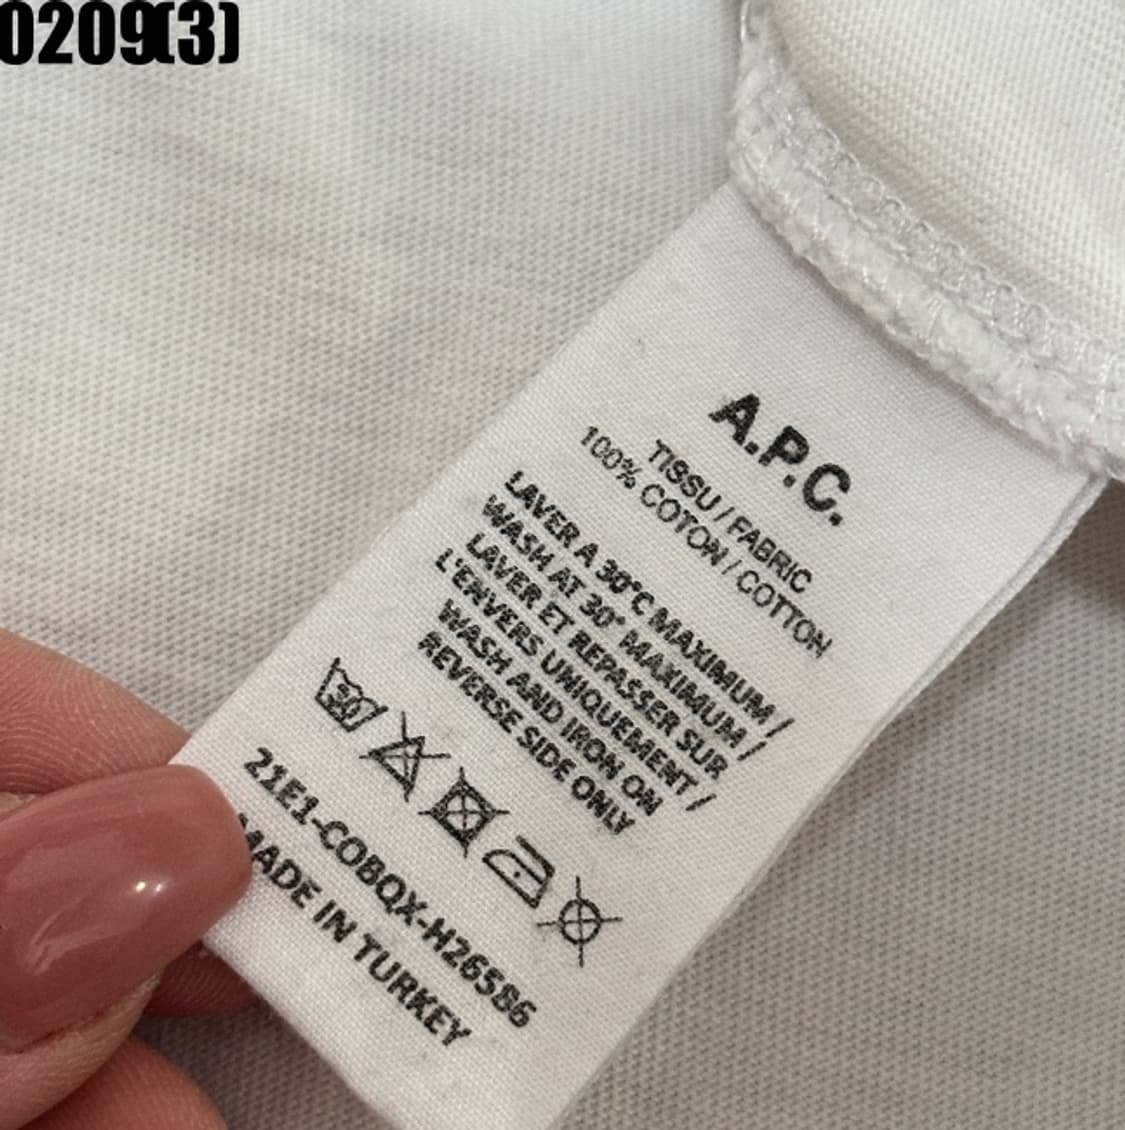 0209(3)
A.P.C.
TISSU / FABRIC
100% COTON / COTTON
LAVER A 30°C MAXIMUM /
WASH AT 30° MAXIMUM /
LAVER ET REPASSER SUR
L'ENVERS UNIQUEMENT /
WASH AND IRON ON
REVERSE SIDE ONLY
30
21E1-COBQX-H26586
MADE IN TURKEY